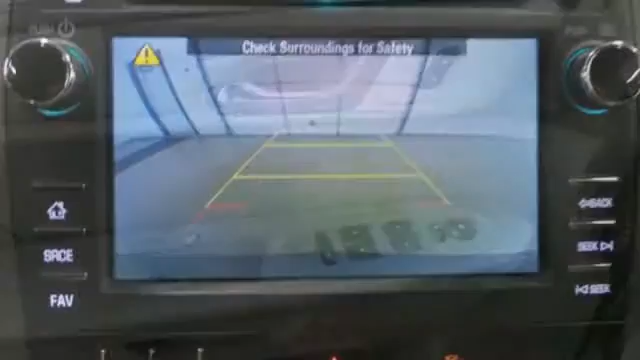 Check Surroundings for Safety
BACK
SRCE
SEEK
FAV
SEEK